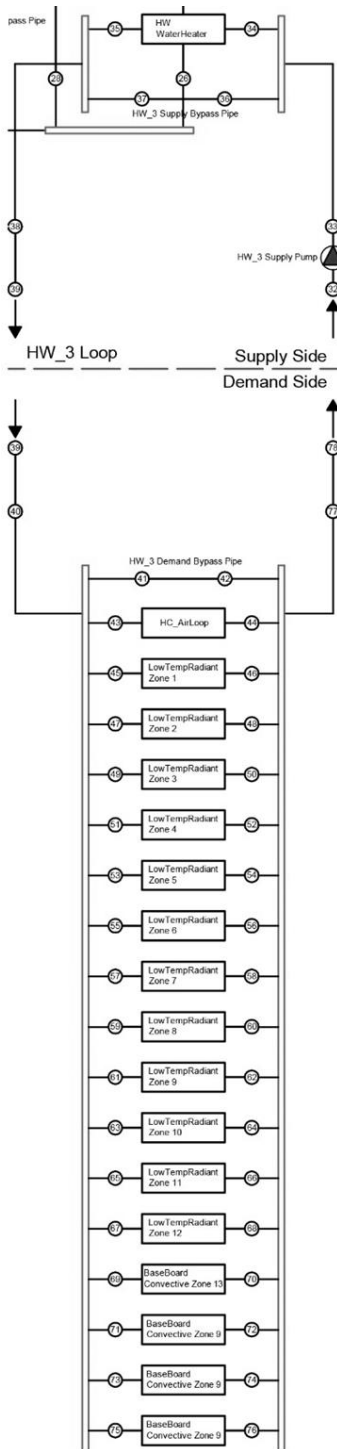 pass Pipe
35
HW
WaterHeater
34
28
26
37
36
HW_3 Supply Bypass Pipe
38
33
HW_3 Supply Pump
39
32
HW_3 Loop
Supply Side
Demand Side
39
78
40
77
HW_3 Demand Bypass Pipe
41
42
43
HC_AirLoop
44
45
LowTempRadiant
Zone 1
46
47
LowTempRadiant
Zone 2
48
49
LowTempRadiant
Zone 3
50
51
LowTempRadiant
Zone 4
52
53
LowTempRadiant
Zone 5
54
55
LowTempRadiant
Zone 6
56
57
LowTempRadiant
Zone 7
58
59
LowTempRadiant
Zone 8
60
61
LowTempRadiant
Zone 9
62
63
LowTempRadiant
Zone 10
64
65
LowTempRadiant
Zone 11
66
67
LowTempRadiant
Zone 12
68
69
BaseBoard
Convective Zone 13
70
71
BaseBoard
Convective Zone 9
72
73
BaseBoard
Convective Zone 9
74
75
BaseBoard
Convective Zone 9
76